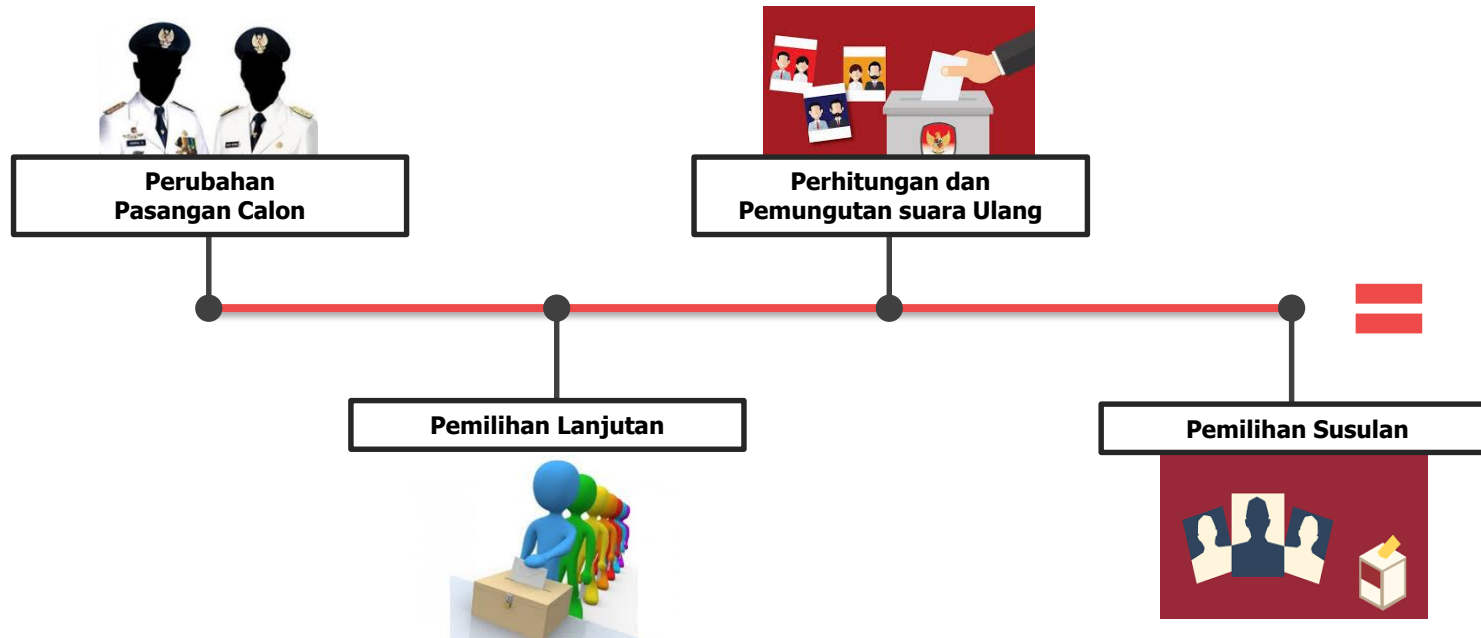 Perubahan
Pasangan Calon
Perhitungan dan
Pemungutan suara Ulang
Pemilihan Lanjutan
Pemilihan Susulan